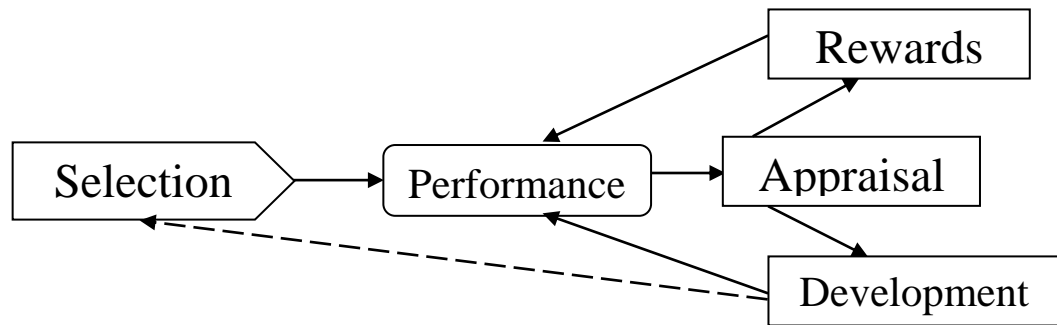 Rewards
Selection
Performance
Appraisal
Development